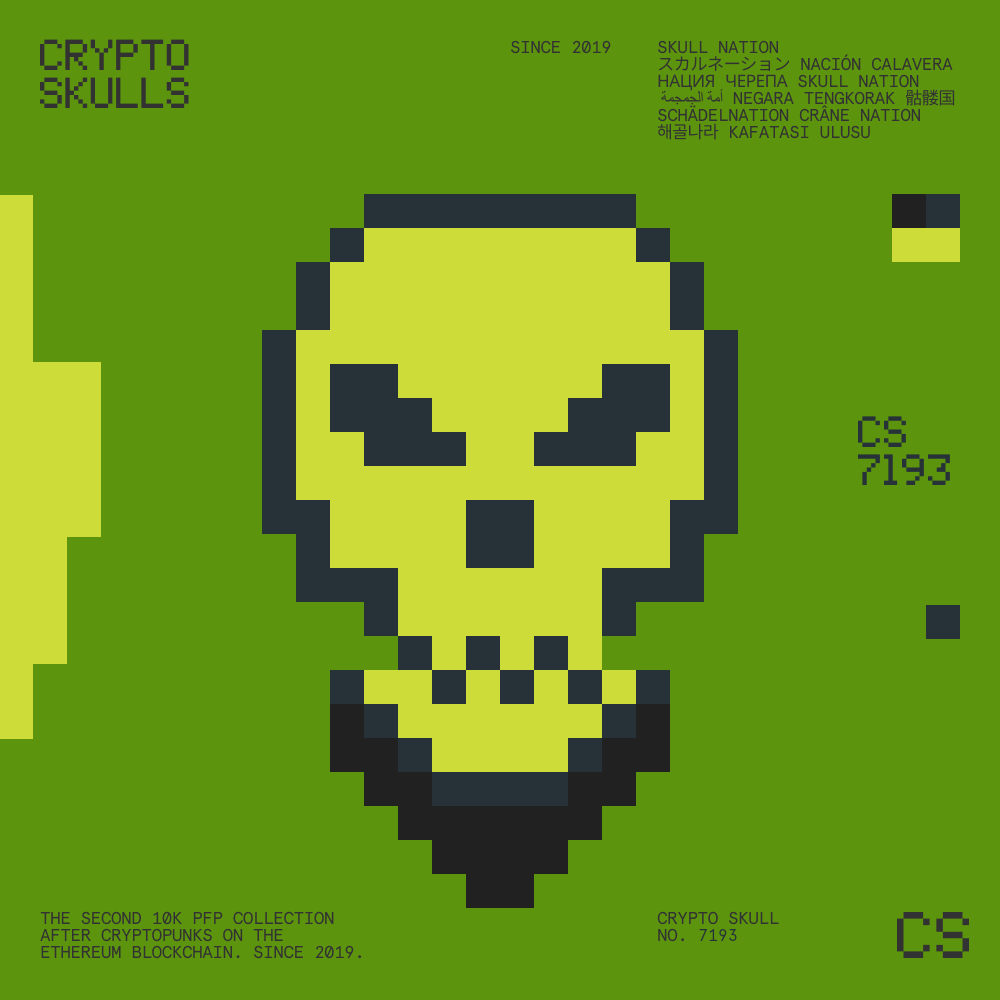 CRYPTO
SKULLS
SINCE 2019
SKULL NATION
スカルネーション NACIÓN CALAVERA
НАЦИЯ ЧЕРЕПА SKULL NATION
أمة الجمجمة NEGARA TENGKORAK 骷髅国
SCHÄDELNATION CRÂNE NATION
해골나라 KAFATASI ULUSU
CS
7193
THE SECOND 10K PFP COLLECTION
AFTER CRYPTOPUNKS ON THE
ETHEREUM BLOCKCHAIN. SINCE 2019.
CRYPTO SKULL
NO. 7193
CS